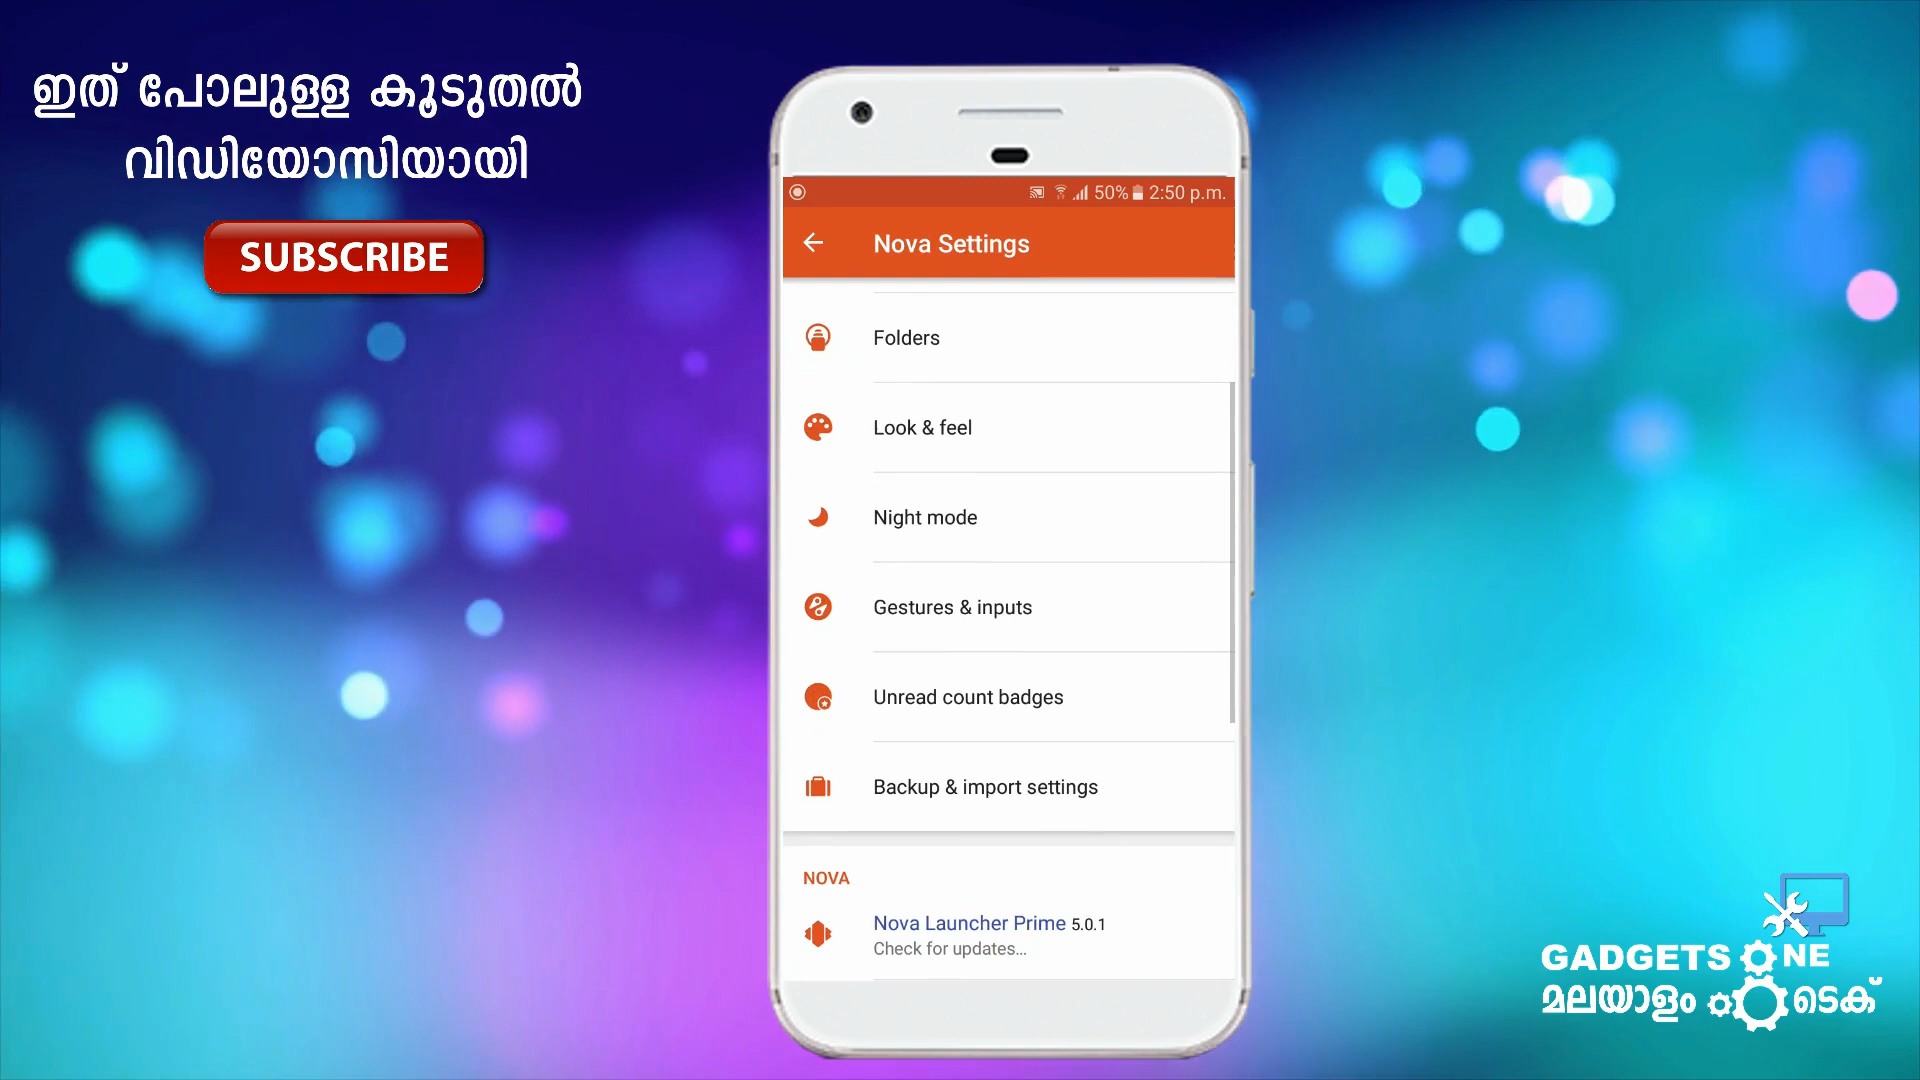 ഇത് പോലുള്ള കൂടുതൽ
വിഡിയോസിയായി
SUBSCRIBE
50% 2:50 p.m.
Nova Settings
Folders
Look & feel
Night mode
Gestures & inputs
Unread count badges
Backup & import settings
NOVA
Nova Launcher Prime 5.0.1
Check for updates...
GADGETS ONE
മലയാളം ടെക്